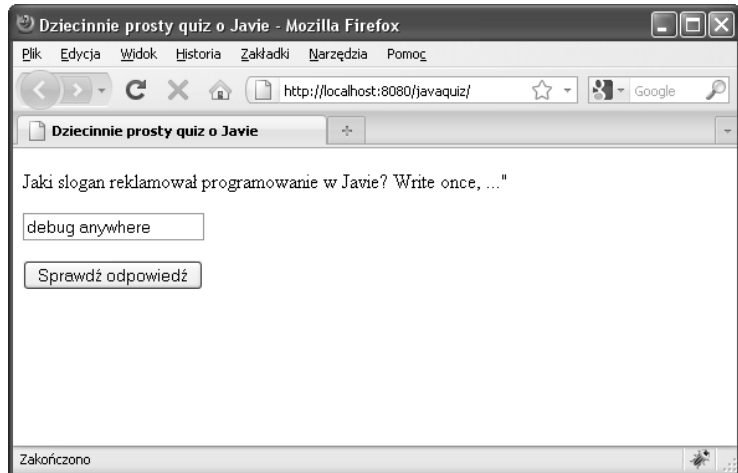 Dziecinnie prosty quiz o Javie - Mozilla Firefox
Plik Edycja Widok Historia Zakładki Narzędzia Pomoc
http://localhost:8080/javaquiz/ Google
Dziecinnie prosty quiz o Javie
Jaki slogan reklamował programowanie w Javie? Write once, ..."
debug anywhere
Sprawdź odpowiedź
Zakończono